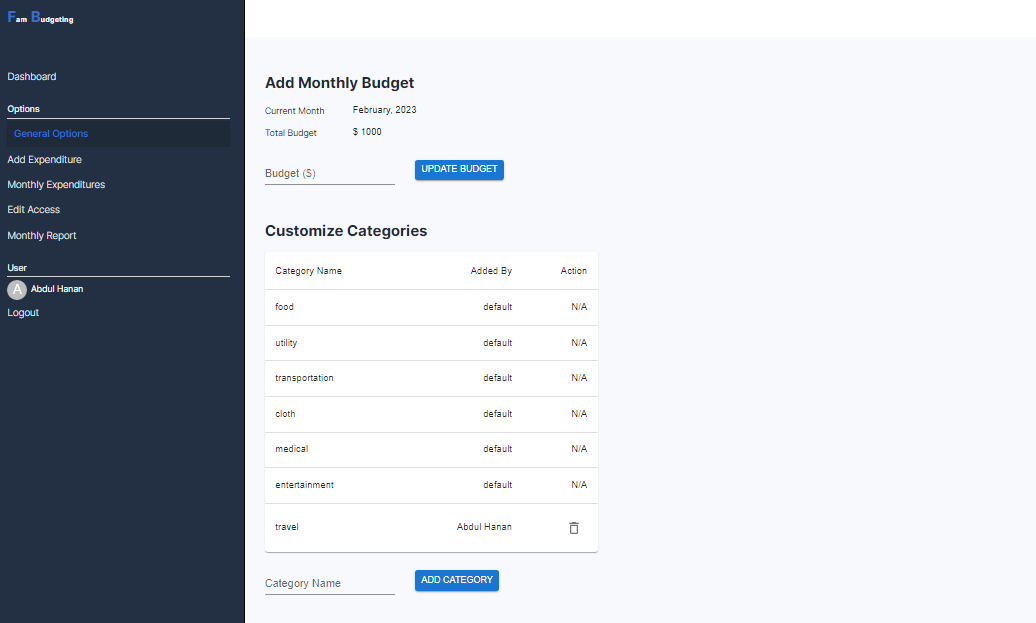 Fam Budgeting
Dashboard
Options
General Options
Add Expenditure
Monthly Expenditures
Edit Access
Monthly Report
User
A Abdul Hanan
Logout
Add Monthly Budget
Current Month February, 2023
Total Budget $ 1000
Budget ($) UPDATE BUDGET
Customize Categories
Category Name Added By Action
food default N/A
utility default N/A
transportation default N/A
cloth default N/A
medical default N/A
entertainment default N/A
travel Abdul Hanan
Category Name ADD CATEGORY